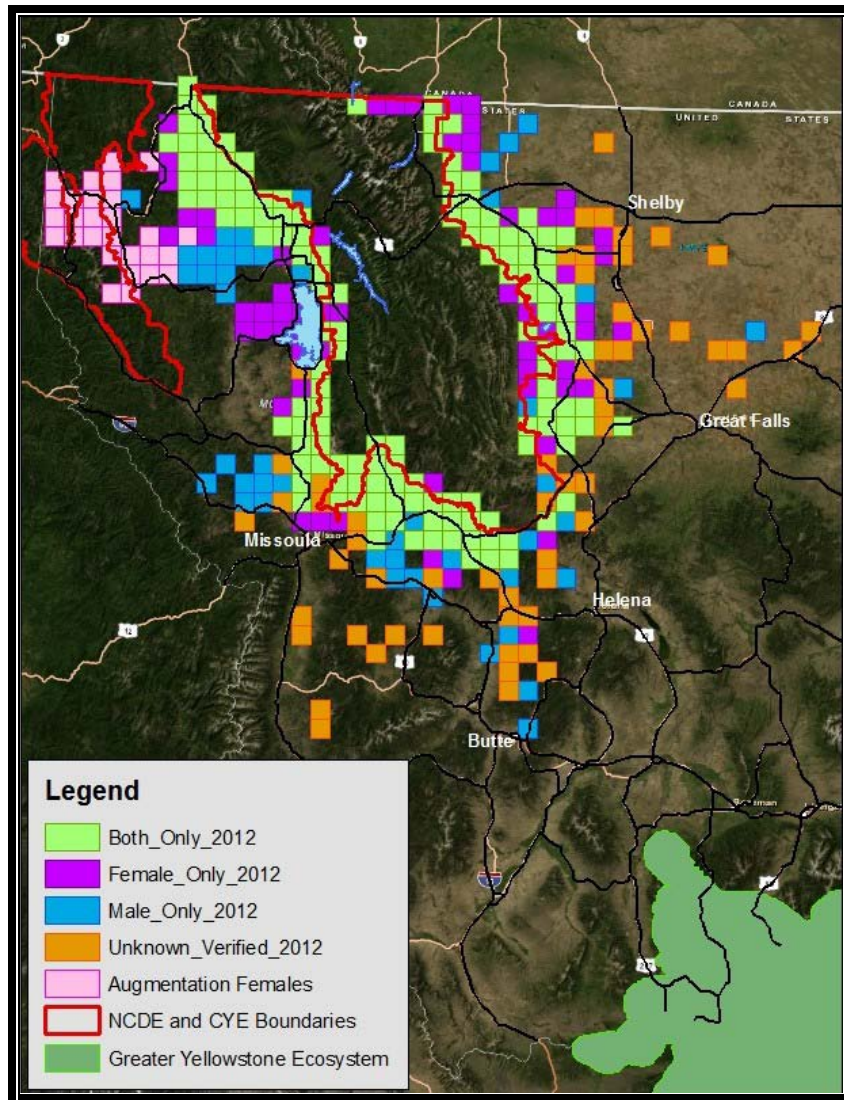 CANADA
STATES
CANADA
UNITED STATES
Shelby
Great Falls
Missoula
Helena
Butte
12
Legend
Both_Only_2012
Female_Only_2012
Male_Only_2012
Unknown_Verified_2012
Augmentation Females
NCDE and CYE Boundaries
Greater Yellowstone Ecosystem